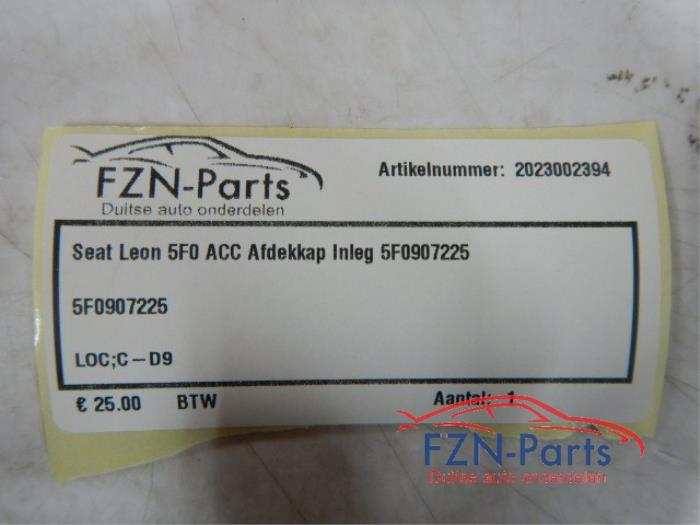 FZN-Parts
Duitse auto onderdelen
Artikelnummer: 2023002394
Seat Leon 5F0 ACC Afdekkap Inleg 5F0907225
5F0907225
LOC;C-D9
€ 25.00 BTW Aantal: 1
FZN-Parts
Duitse auto onderdelen